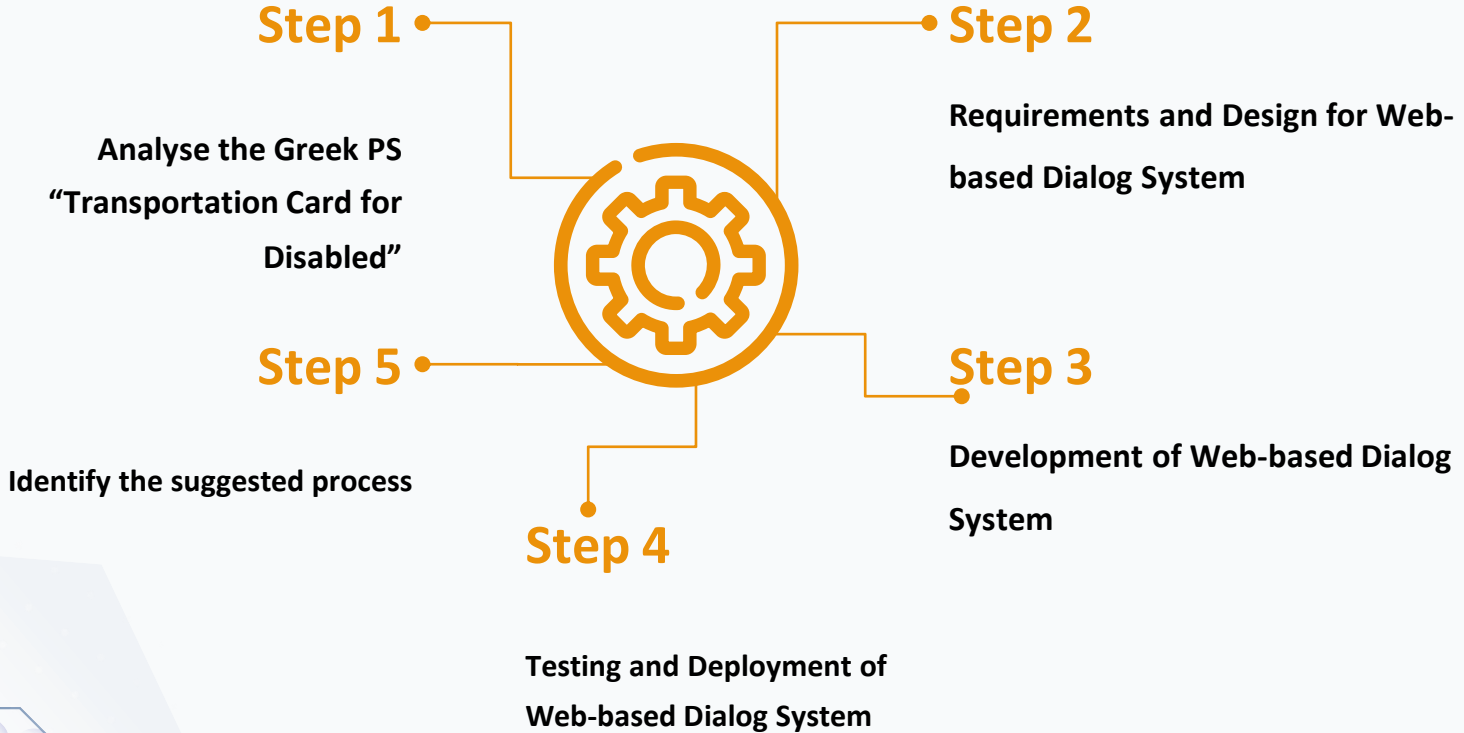 Step 1
Analyse the Greek PS
“Transportation Card for
Disabled”
Step 2
Requirements and Design for Web-
based Dialog System
Step 3
Development of Web-based Dialog
System
Step 4
Testing and Deployment of
Web-based Dialog System
Step 5
Identify the suggested process